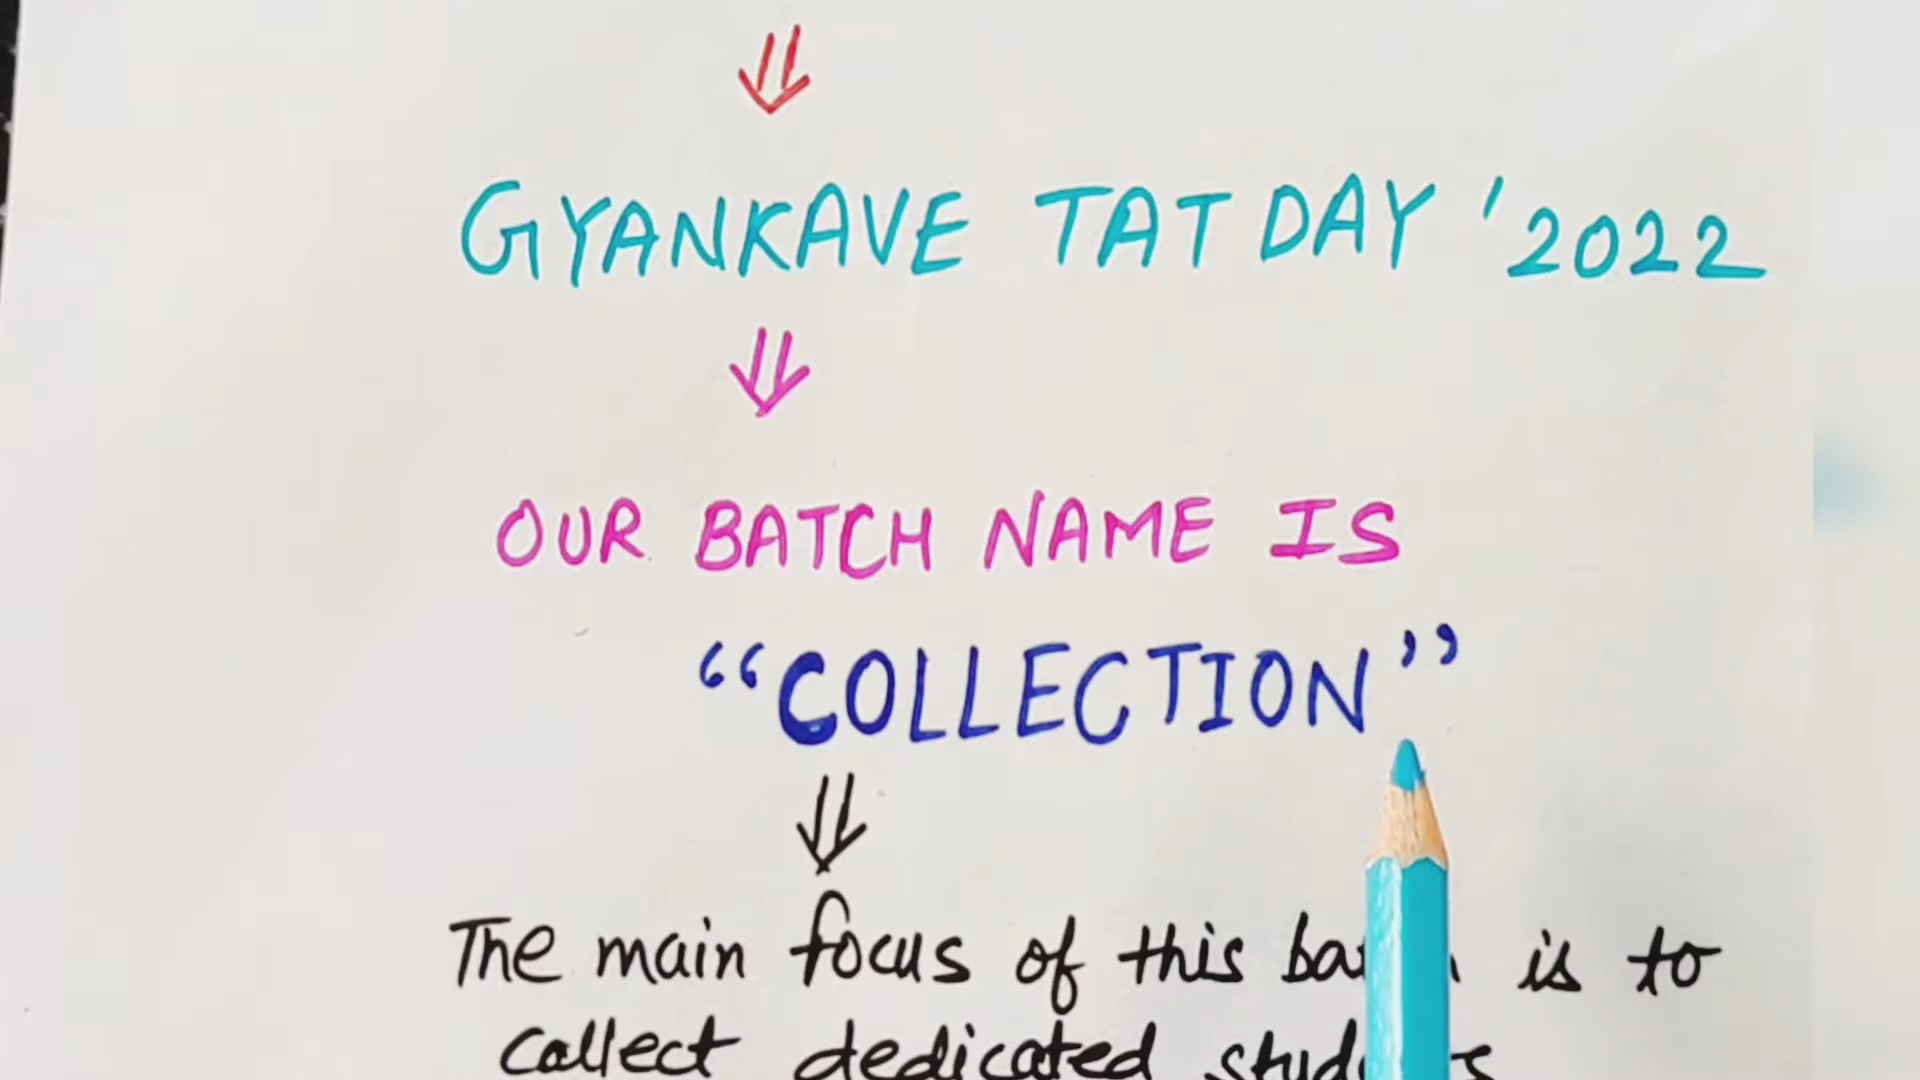 GYANKAVE TAT DAY '2022
OUR BATCH NAME IS
“COLLECTION”
The main focus of this is to
collect dedicated